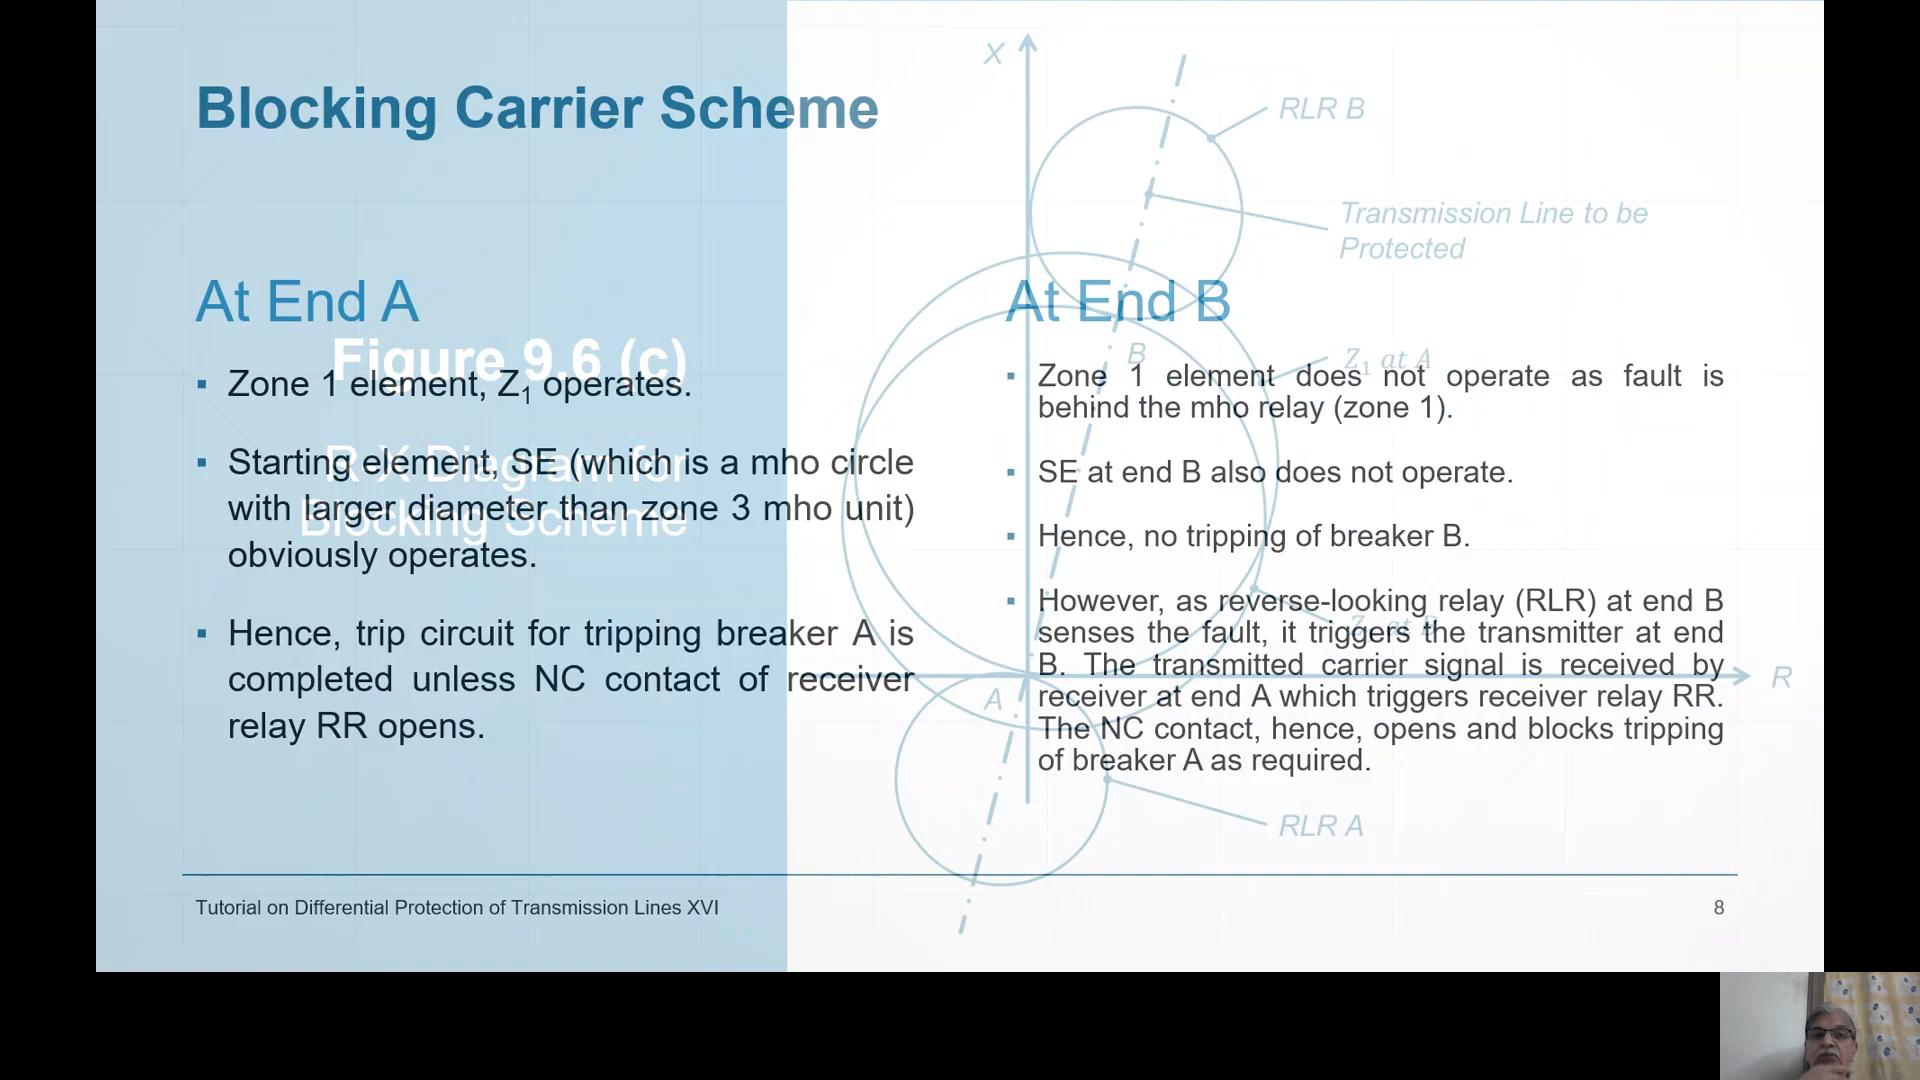 Blocking Carrier Scheme
At End A
Figure 9.6 (c)
▪ Zone 1 element, Z1 operates.
R-X Diagram for
Blocking Scheme
▪ Starting element, SE (which is a mho circle
with larger diameter than zone 3 mho unit)
obviously operates.
▪ Hence, trip circuit for tripping breaker A is
completed unless NC contact of receiver
relay RR opens.
At End B
▪ Zone 1 element does not operate as fault is
behind the mho relay (zone 1).
▪ SE at end B also does not operate.
▪ Hence, no tripping of breaker B.
▪ However, as reverse-looking relay (RLR) at end B
senses the fault, it triggers the transmitter at end
B. The transmitted carrier signal is received by
receiver at end A which triggers receiver relay RR.
The NC contact, hence, opens and blocks tripping
of breaker A as required.
X
RLR B
Transmission Line to be
Protected
B
Z1 at A
R
A
RLR A
Tutorial on Differential Protection of Transmission Lines XVI
8